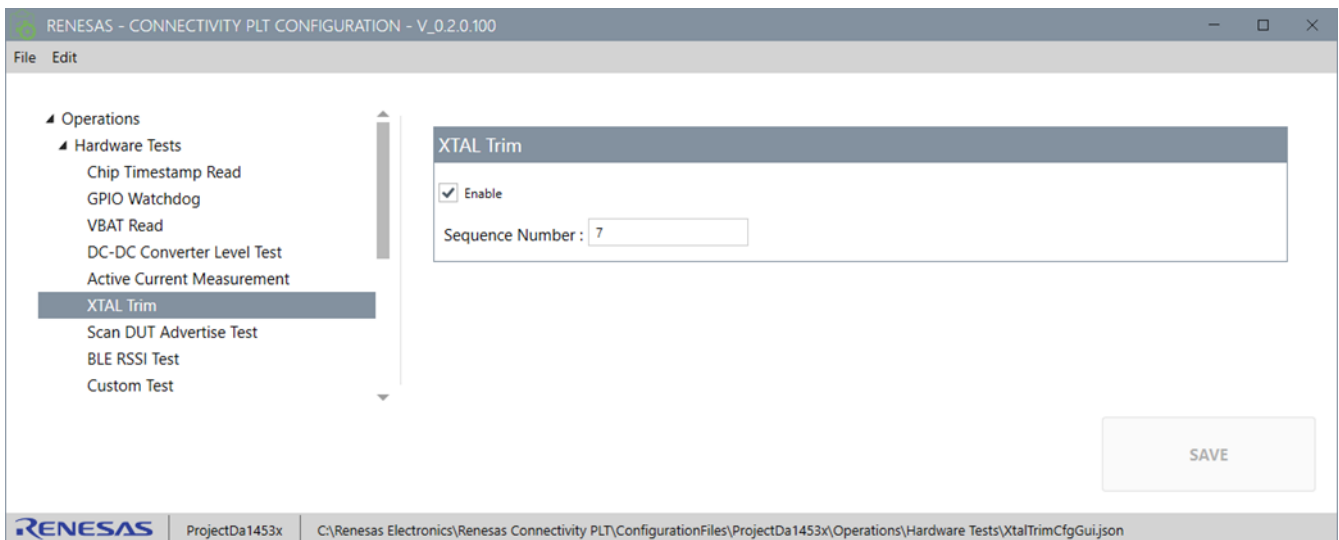 RENESAS - CONNECTIVITY PLT CONFIGURATION - V_0.2.0.100
File Edit
Operations
Hardware Tests
Chip Timestamp Read
GPIO Watchdog
VBAT Read
DC-DC Converter Level Test
Active Current Measurement
XTAL Trim
Scan DUT Advertise Test
BLE RSSI Test
Custom Test
XTAL Trim
Enable
Sequence Number : 7
SAVE
RENESAS ProjectDa1453x C:\Renesas Electronics\Renesas Connectivity PLT\ConfigurationFiles\ProjectDa1453x\Operations\Hardware Tests\XtalTrimCfgGui.json